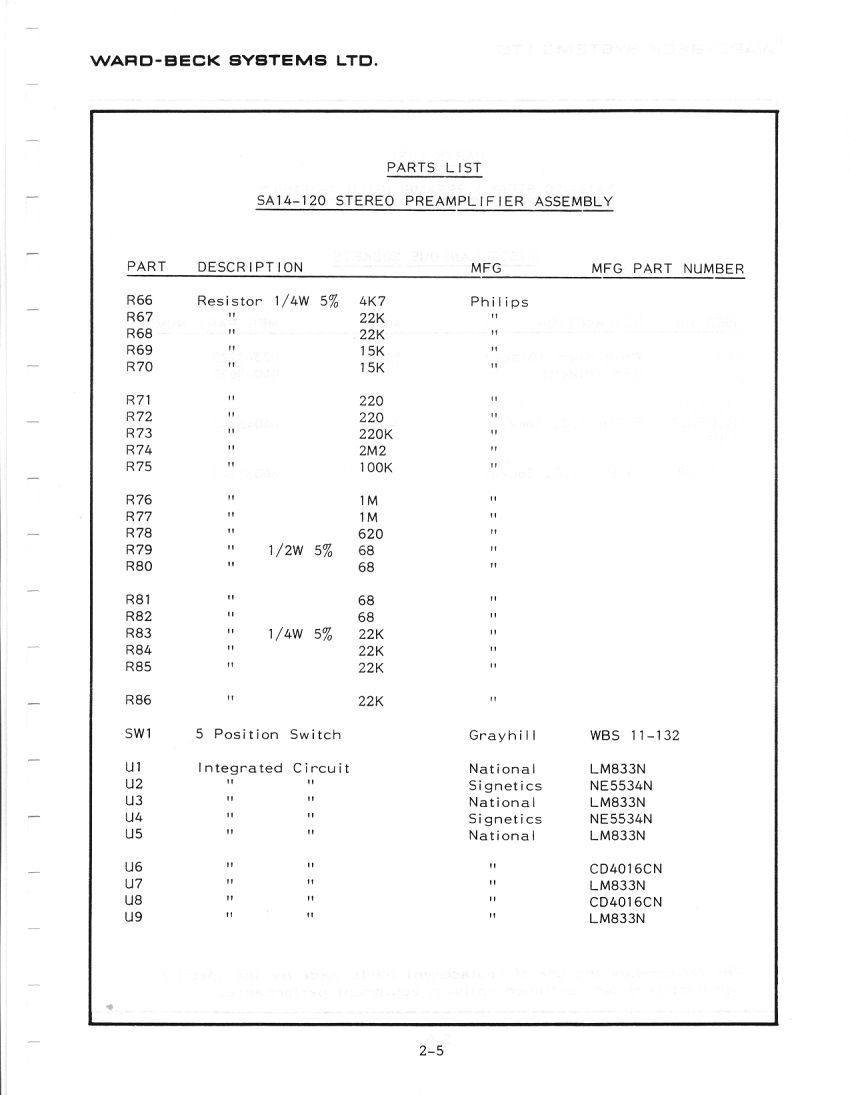 WARD-BECK SYSTEMS LTD.
PARTS LIST
SA14-120 STEREO PREAMPLIFIER ASSEMBLY
PART DESCRIPTION MFG MFG PART NUMBER
R66 Resistor 1/4W 5% 4K7 Philips
R67 " 22K "
R68 " 22K "
R69 " 15K "
R70 " 15K "
R71 " 220 "
R72 " 220 "
R73 " 220K "
R74 " 2M2 "
R75 " 100K "
R76 " 1M "
R77 " 1M "
R78 " 620 "
R79 " 1/2W 5% 68 "
R80 " 68 "
R81 " 68 "
R82 " 68 "
R83 " 1/4W 5% 22K "
R84 " 22K "
R85 " 22K "
R86 " 22K "
SW1 5 Position Switch Grayhill WBS 11-132
U1 Integrated Circuit National LM833N
U2 " " Signetics NE5534N
U3 " " National LM833N
U4 " " Signetics NE5534N
U5 " " National LM833N
U6 " " " CD4016CN
U7 " " " LM833N
U8 " " " CD4016CN
U9 " " " LM833N
2-5